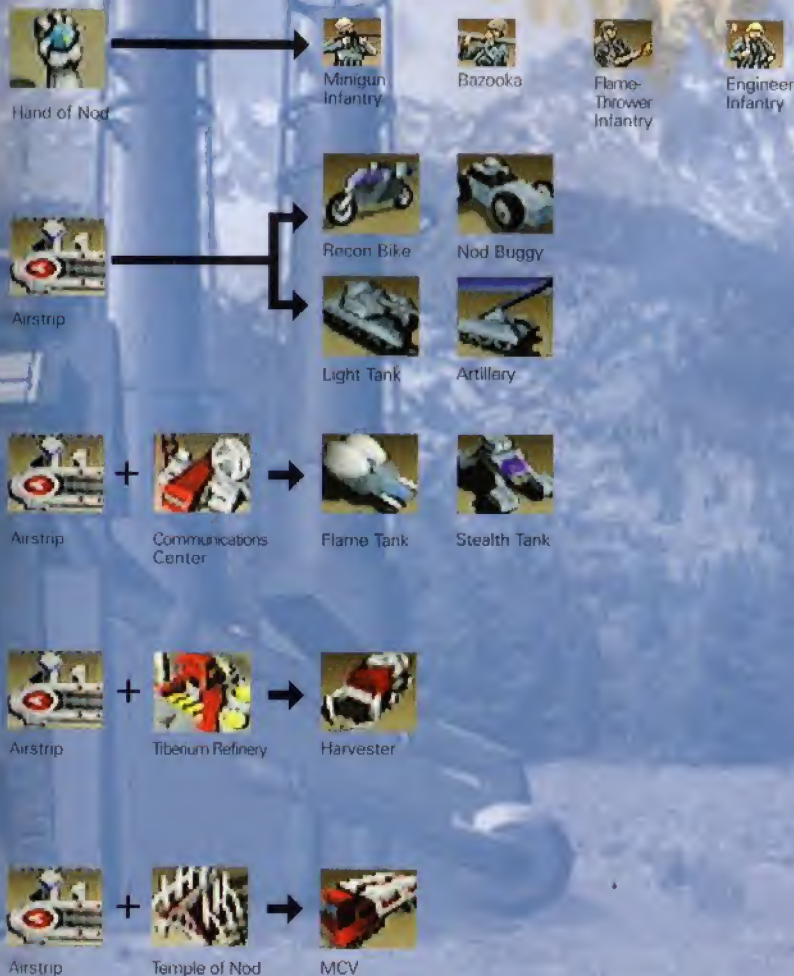 Hand of Nod
Minigun
Infantry
Bazooka
Flame-
Thrower
Infantry
Engineer
Infantry
Airstrip
Recon Bike
Nod Buggy
Light Tank
Artillery
Airstrip
+
Communications
Center
Flame Tank
Stealth Tank
Airstrip
+
Tiberium Refinery
Harvester
Airstrip
+
Temple of Nod
MCV